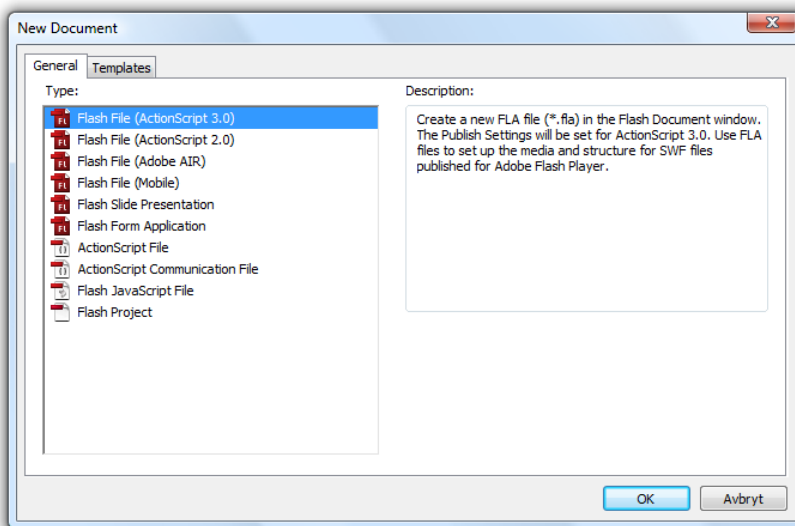 New Document
General
Templates
Type:
Flash File (ActionScript 3.0)
Flash File (ActionScript 2.0)
Flash File (Adobe AIR)
Flash File (Mobile)
Flash Slide Presentation
Flash Form Application
ActionScript File
ActionScript Communication File
Flash JavaScript File
Flash Project
Description:
Create a new FLA file (*.fla) in the Flash Document window.
The Publish Settings will be set for ActionScript 3.0. Use FLA
files to set up the media and structure for SWF files
published for Adobe Flash Player.
OK
Avbryt